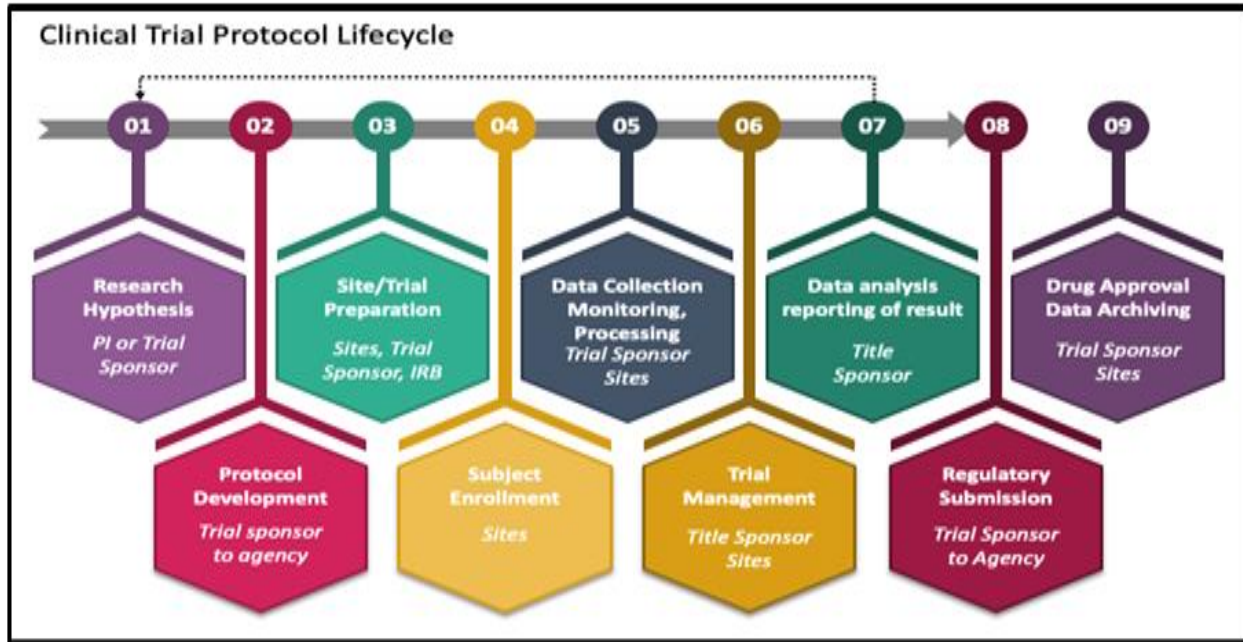 Clinical Trial Protocol Lifecycle
01
02
03
04
05
06
07
08
09
Research
Hypothesis
PI or Trial
Sponsor
Protocol
Development
Trial sponsor
to agency
Site/Trial
Preparation
Sites, Trial
Sponsor, IRB
Subject
Enrollment
Sites
Data Collection
Monitoring,
Processing
Trial Sponsor
Sites
Trial
Management
Title Sponsor
Sites
Data analysis
reporting of result
Title
Sponsor
Regulatory
Submission
Trial Sponsor
to Agency
Drug Approval
Data Archiving
Trial Sponsor
Sites